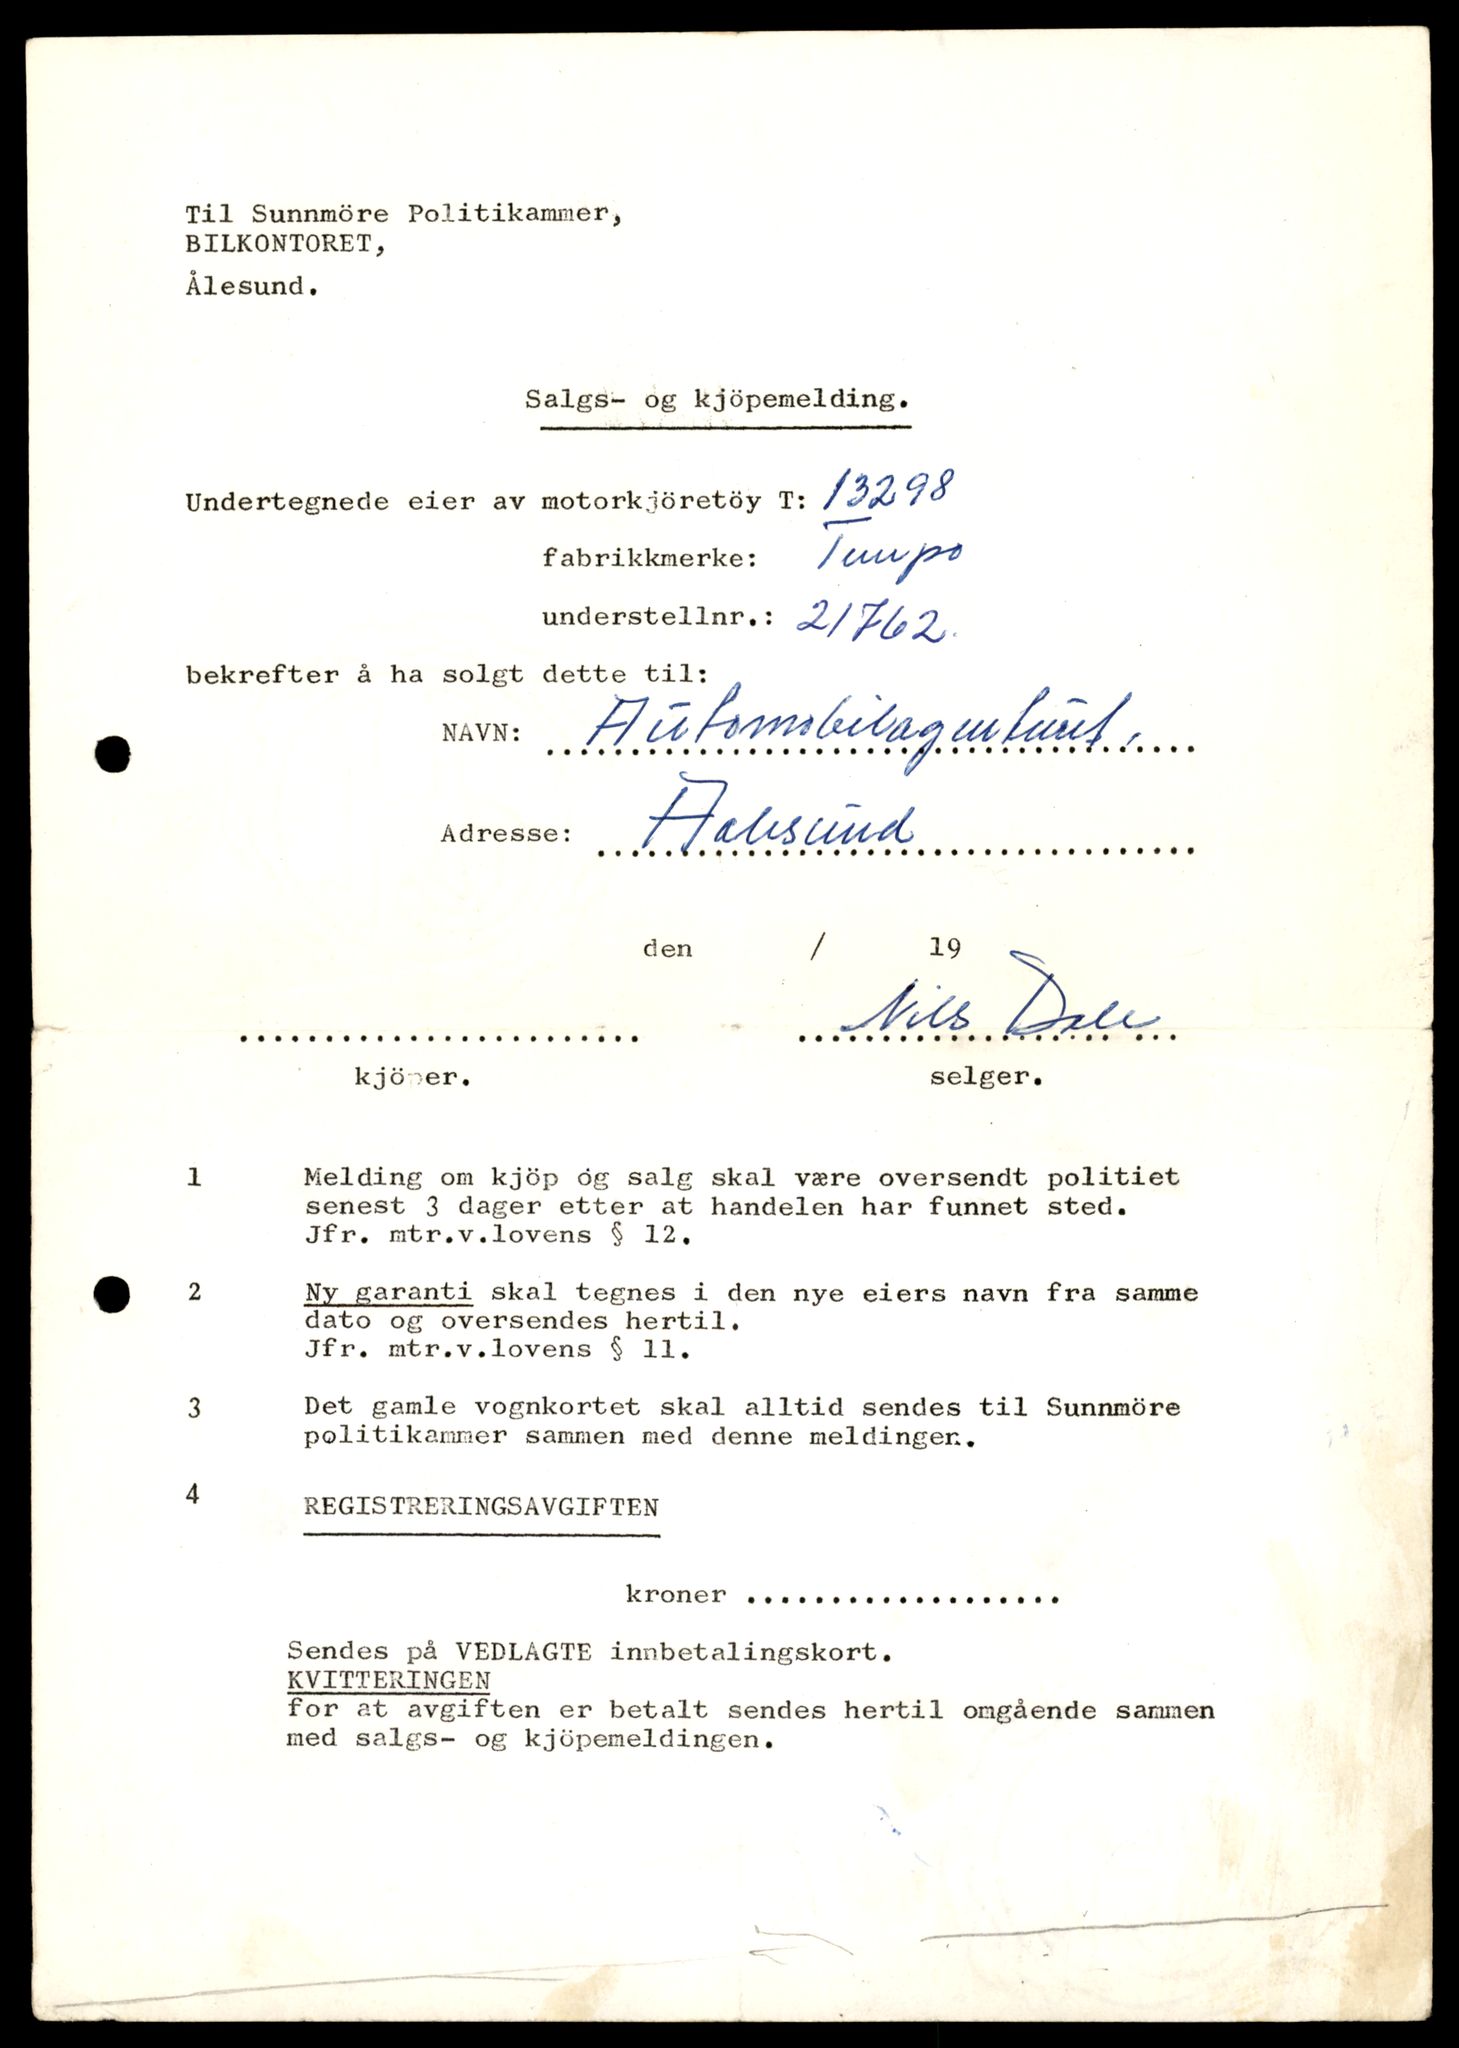 Til Sunnmöre Politikammer,
BILKONTORET,
Ålesund.
Salgs- og kjöpemelding.
Undertegnede eier av motorkjöretöy T: 13298
fabrikkmerke: Tempo
understellnr.: 21762.
bekrefter å ha solgt dette til:
NAVN: Automobilagenturet,
Adresse: Aalesund
den / 19
Nils Dale
kjöper. selger.
1 Melding om kjöp og salg skal være oversendt politiet
senest 3 dager etter at handelen har funnet sted.
Jfr. mtr.v.lovens § 12.
2 Ny garanti skal tegnes i den nye eiers navn fra samme
dato og oversendes hertil.
Jfr. mtr.v.lovens § 11.
3 Det gamle vognkortet skal alltid sendes til Sunnmöre
politikammer sammen med denne meldingen.
4 REGISTRERINGSAVGIFTEN
kroner ...................
Sendes på VEDLAGTE innbetalingskort.
KVITTERINGEN
for at avgiften er betalt sendes hertil omgående sammen
med salgs- og kjöpemeldingen.